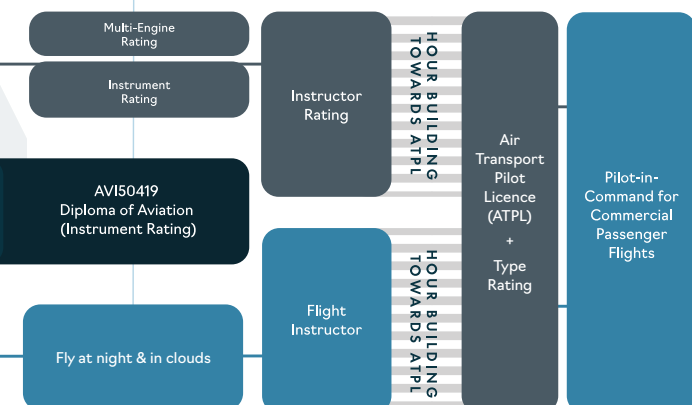 Multi-Engine
Rating
Instrument
Rating
Instructor
Rating
HOUR BUILDING
TOWARDS ATPL
Air
Transport
Pilot
Licence
(ATPL)
+
Type
Rating
Pilot-in-
Command for
Commercial
Passenger
Flights
AVI50419
Diploma of Aviation
(Instrument Rating)
Fly at night & in clouds
Flight
Instructor
HOUR BUILDING
TOWARDS ATPL